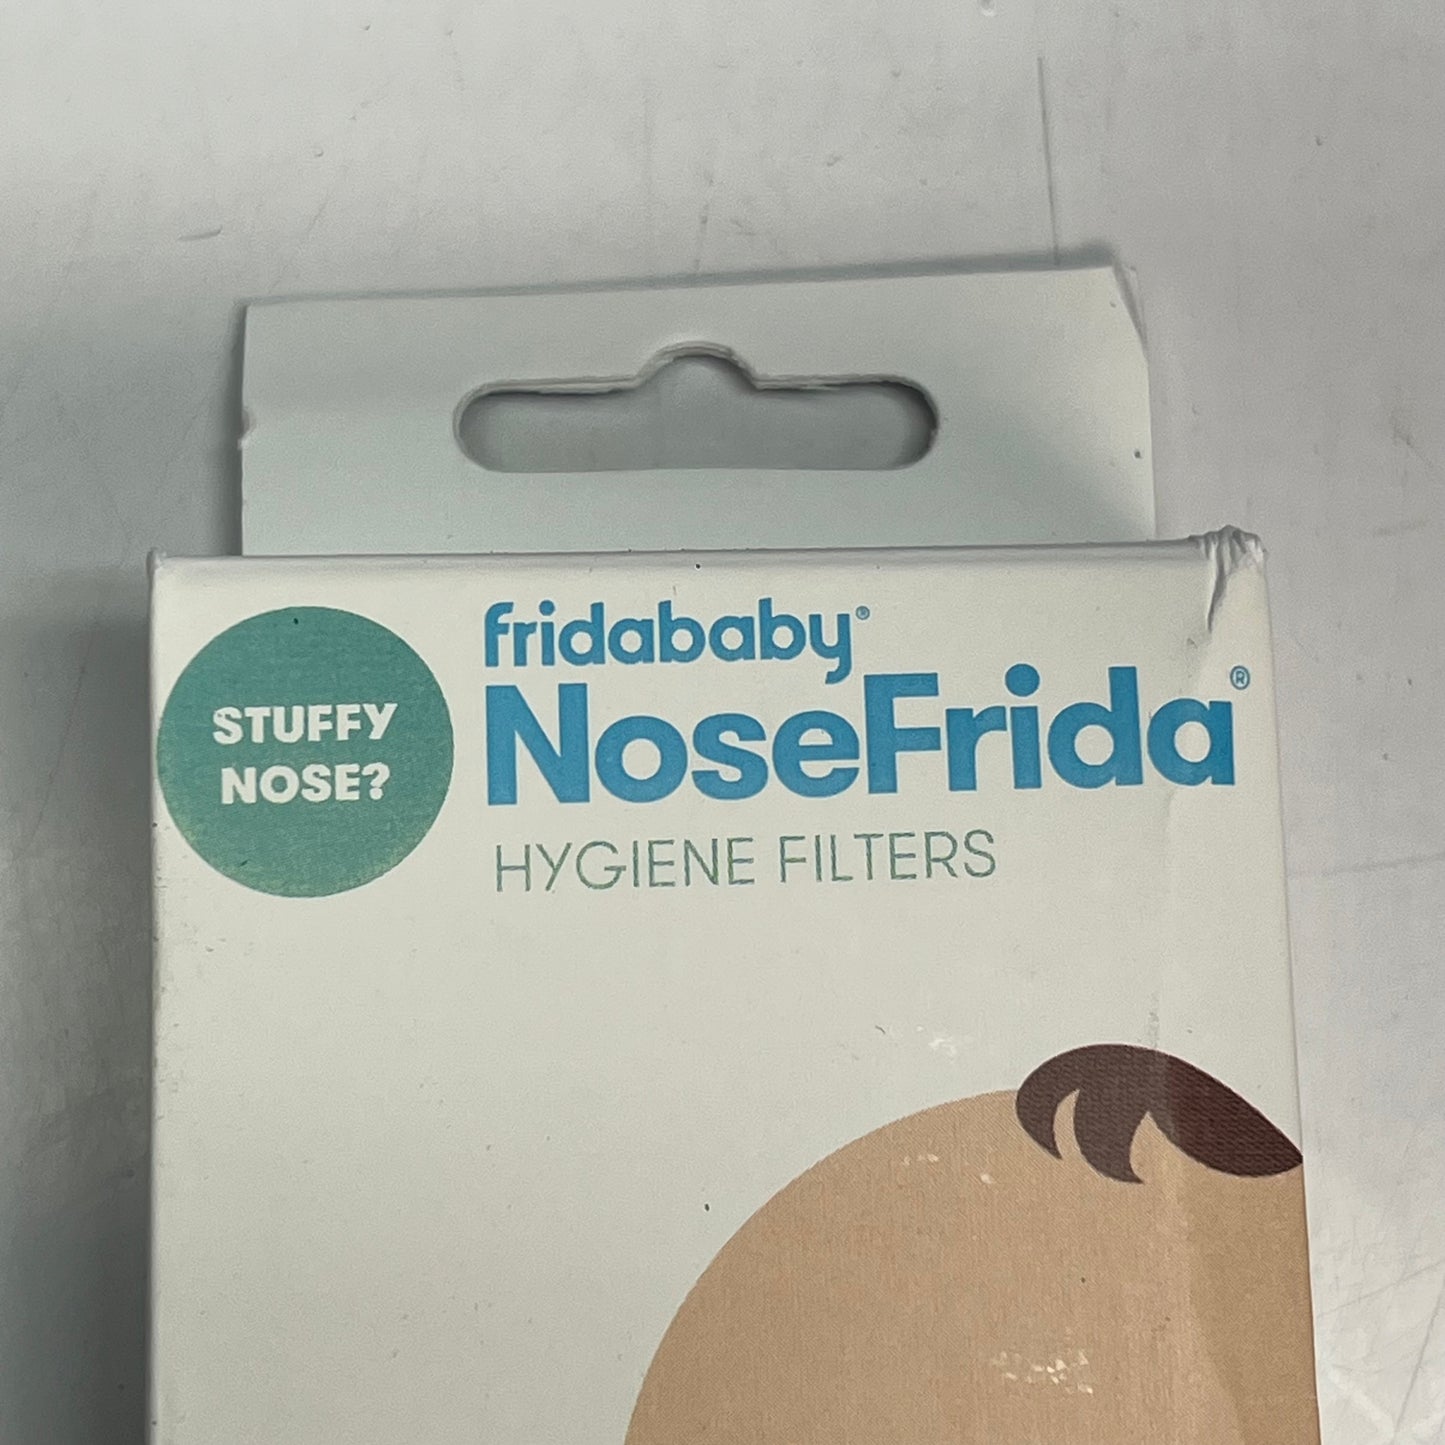 STUFFY
NOSE?
fridababy®
NoseFrida®
HYGIENE FILTERS